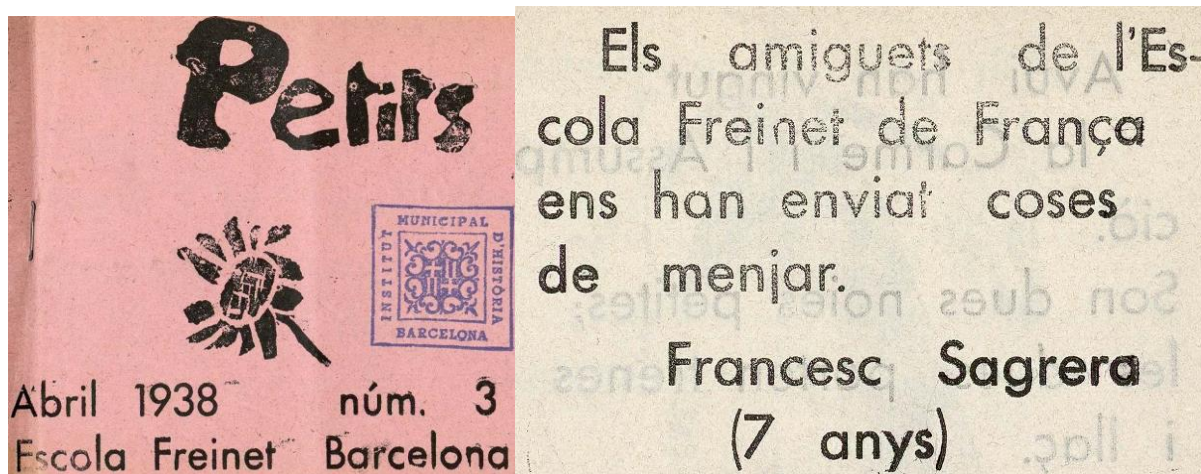 Petits
INSTITUT MUNICIPAL D'HISTÒRIA
BARCELONA
Abril 1938 núm. 3
Escola Freinet Barcelona
Els amiguets de l'Es-
cola Freinet de França
ens han enviat coses
de menjar.
Francesc Sagrera
(7 anys)